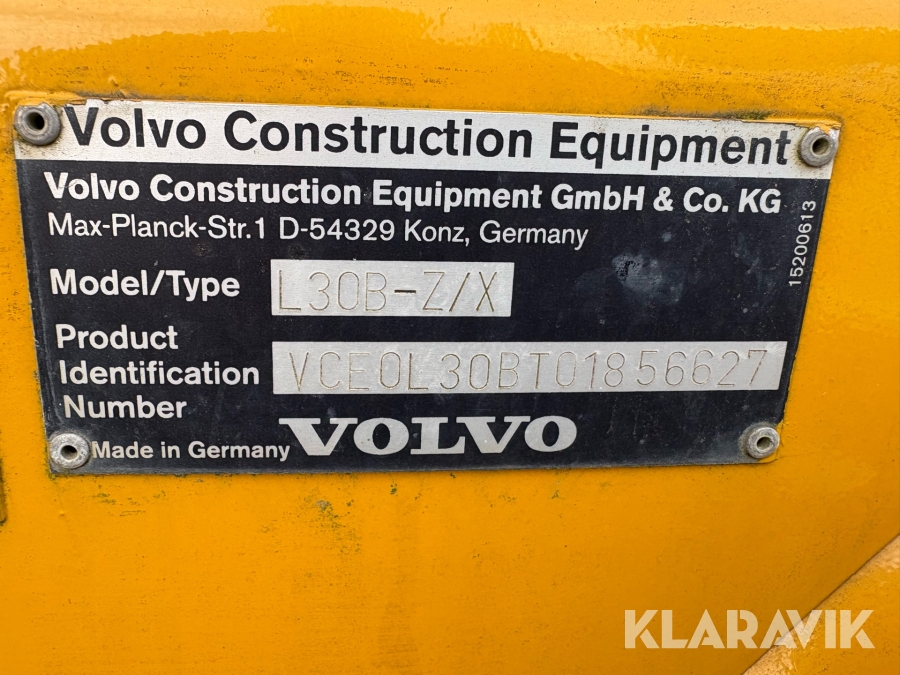 Volvo Construction Equipment
Volvo Construction Equipment GmbH & Co. KG
Max-Planck-Str.1 D-54329 Konz, Germany
15200613
Model/Type L30B-Z/X
Product
Identification VCE0L30BT01856627
Number
Made in Germany VOLVO
KLARAVIK